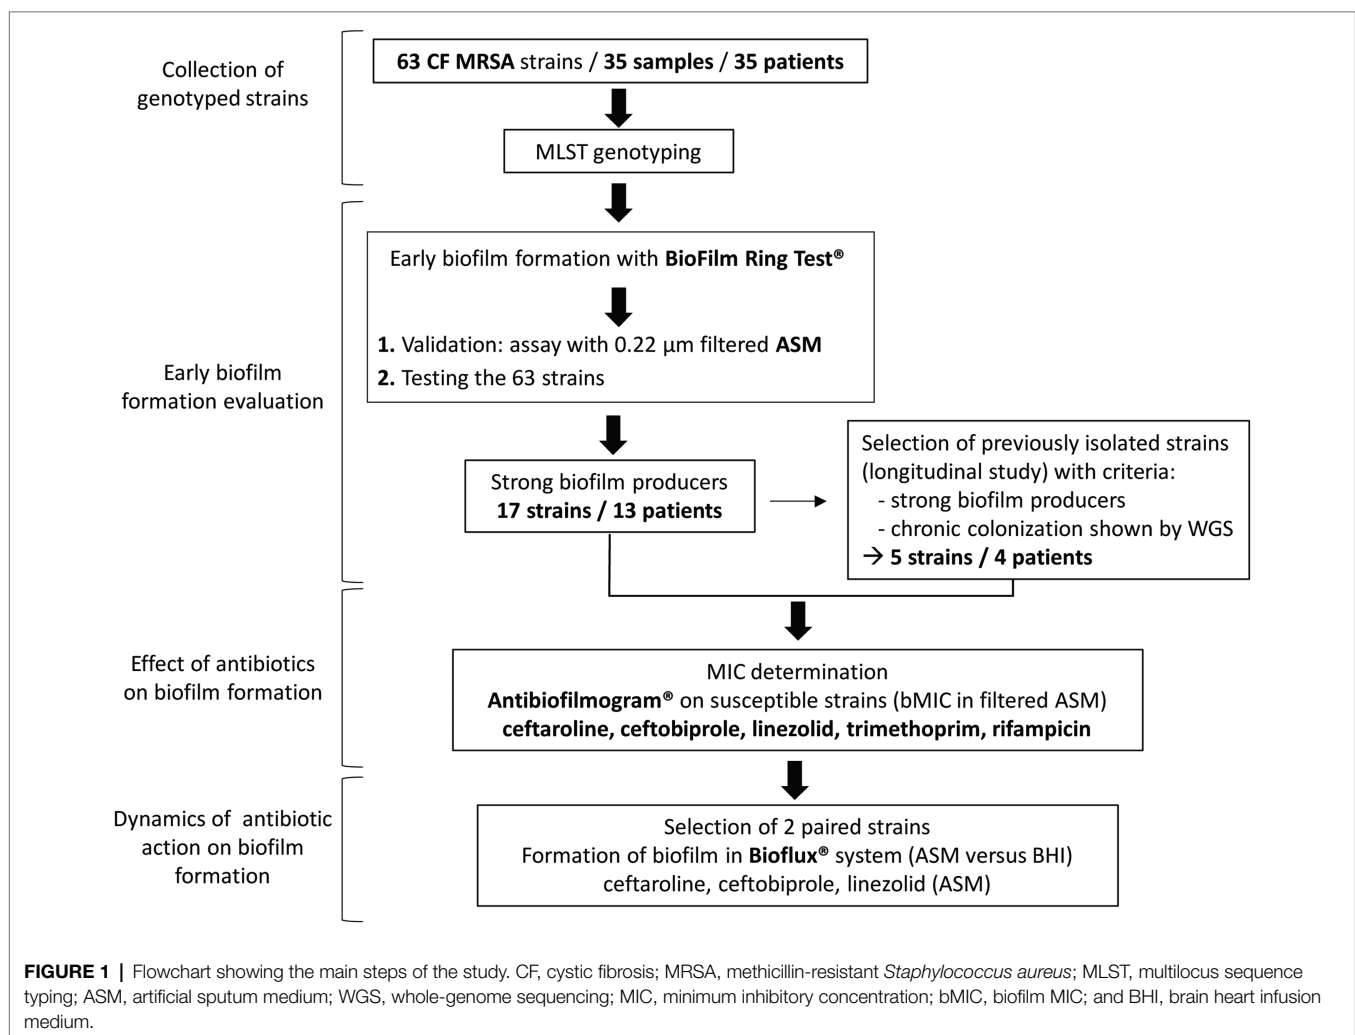 Collection of
genotyped strains
63 CF MRSA strains / 35 samples / 35 patients
MLST genotyping
Early biofilm
formation evaluation
Early biofilm formation with BioFilm Ring Test®
1. Validation: assay with 0.22 µm filtered ASM
2. Testing the 63 strains
Strong biofilm producers
17 strains / 13 patients
Selection of previously isolated strains
(longitudinal study) with criteria:
- strong biofilm producers
- chronic colonization shown by WGS
→ 5 strains / 4 patients
Effect of antibiotics
on biofilm formation
MIC determination
Antibiofilmogram® on susceptible strains (bMIC in filtered ASM)
ceftaroline, ceftobiprole, linezolid, trimethoprim, rifampicin
Dynamics of antibiotic
action on biofilm
formation
Selection of 2 paired strains
Formation of biofilm in Bioflux® system (ASM versus BHI)
ceftaroline, ceftobiprole, linezolid (ASM)
FIGURE 1 | Flowchart showing the main steps of the study. CF, cystic fibrosis; MRSA, methicillin-resistant Staphylococcus aureus; MLST, multilocus sequence
typing; ASM, artificial sputum medium; WGS, whole-genome sequencing; MIC, minimum inhibitory concentration; bMIC, biofilm MIC; and BHI, brain heart infusion
medium.